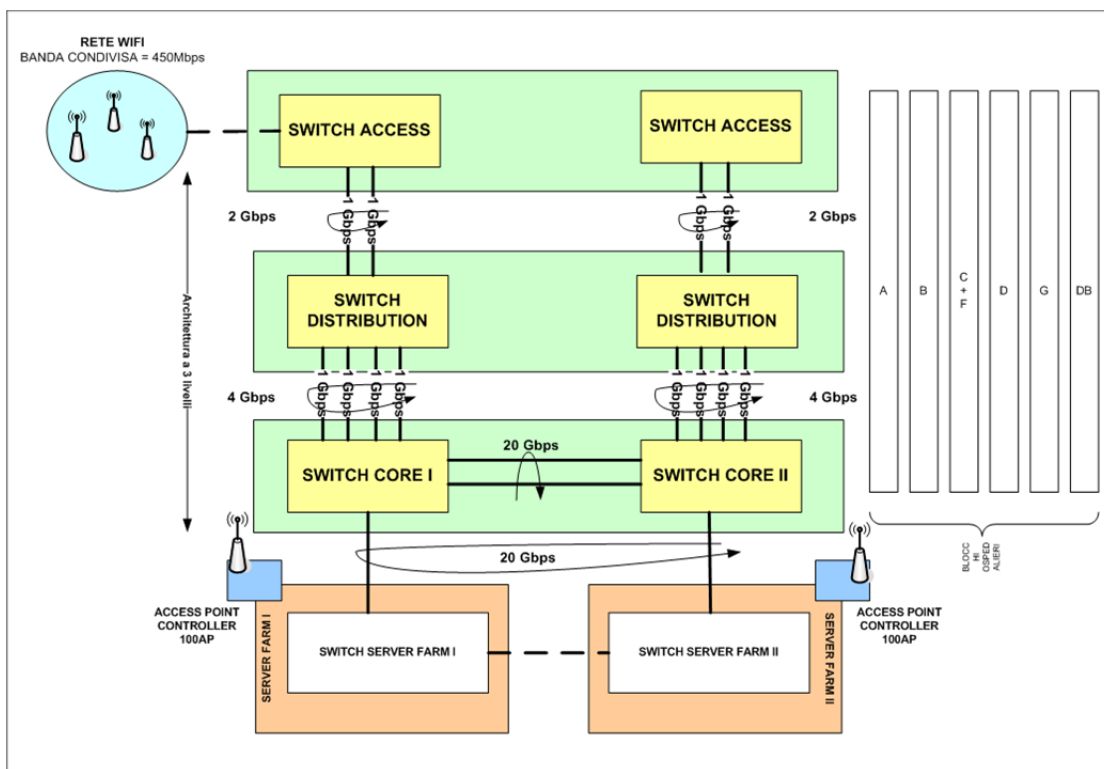 RETE WIFI
BANDA CONDIVISA = 450Mbps
SWITCH ACCESS
SWITCH ACCESS
2 Gbps
1 Gbps
1 Gbps
1 Gbps
1 Gbps
2 Gbps
Architettura a 3 livelli
SWITCH
DISTRIBUTION
SWITCH
DISTRIBUTION
A
B
C
+
F
D
G
DB
4 Gbps
1 Gbps
1 Gbps
1 Gbps
1 Gbps
1 Gbps
1 Gbps
1 Gbps
1 Gbps
4 Gbps
SWITCH CORE I
20 Gbps
SWITCH CORE II
20 Gbps
BLOCC
HI
OSPED
ALIERI
ACCESS POINT
CONTROLLER
100AP
SERVER FARM I
SWITCH SERVER FARM I
SWITCH SERVER FARM II
SERVER FARM II
ACCESS POINT
CONTROLLER
100AP